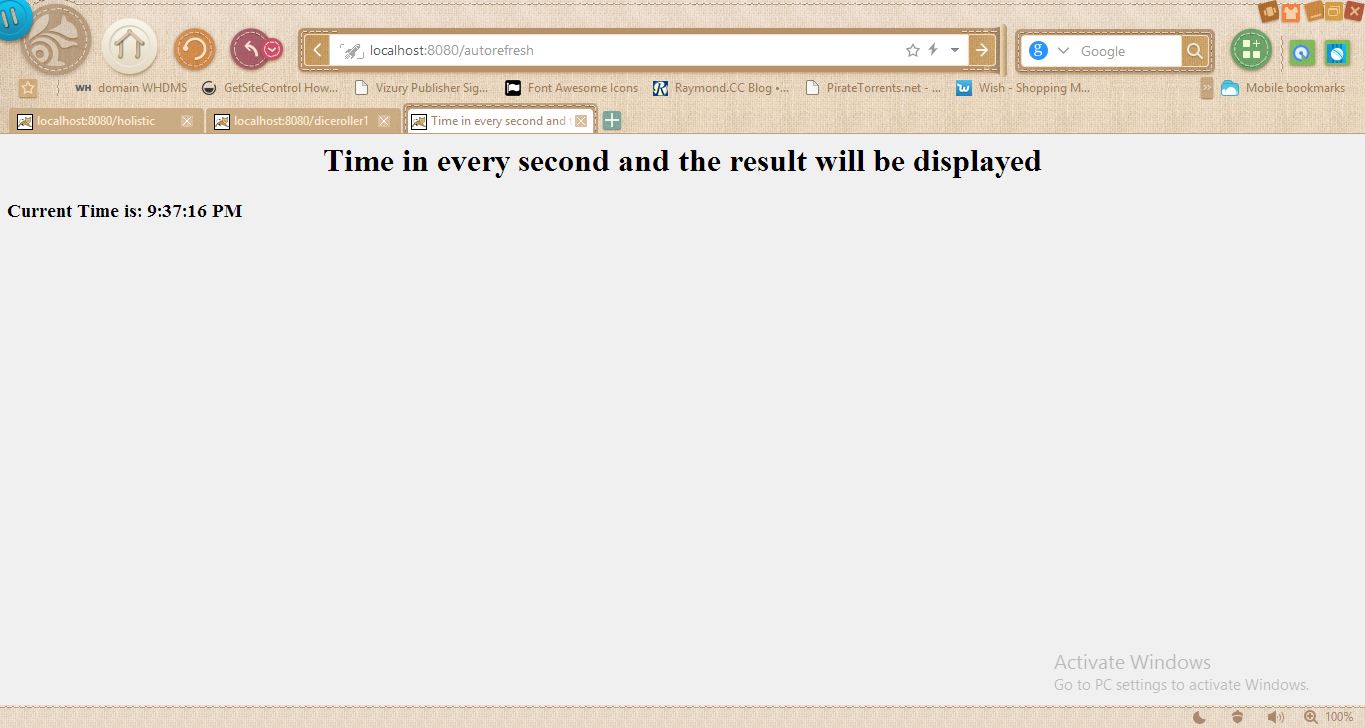 localhost:8080/autorefresh
Google
WH domain WHDMS
GetSiteControl How...
Vizury Publisher Sig...
Font Awesome Icons
Raymond.CC Blog •...
PirateTorrents.net - ...
Wish - Shopping M...
Mobile bookmarks
localhost:8080/holistic
localhost:8080/diceroller1
Time in every second and t
Time in every second and the result will be displayed
Current Time is: 9:37:16 PM
Activate Windows
Go to PC settings to activate Windows.
100%